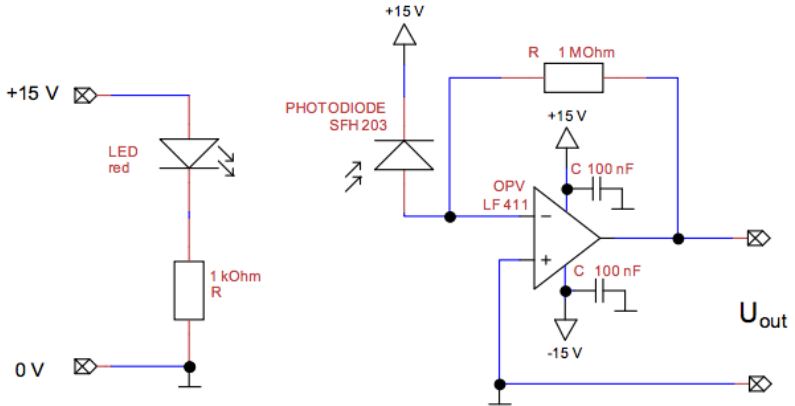 +15 V
LED
red
1 kOhm
R
0 V
+15 V
PHOTODIODE
SFH 203
R 1 MOhm
+15 V
C 100 nF
OPV
LF 411
−
+
C 100 nF
-15 V
Uout